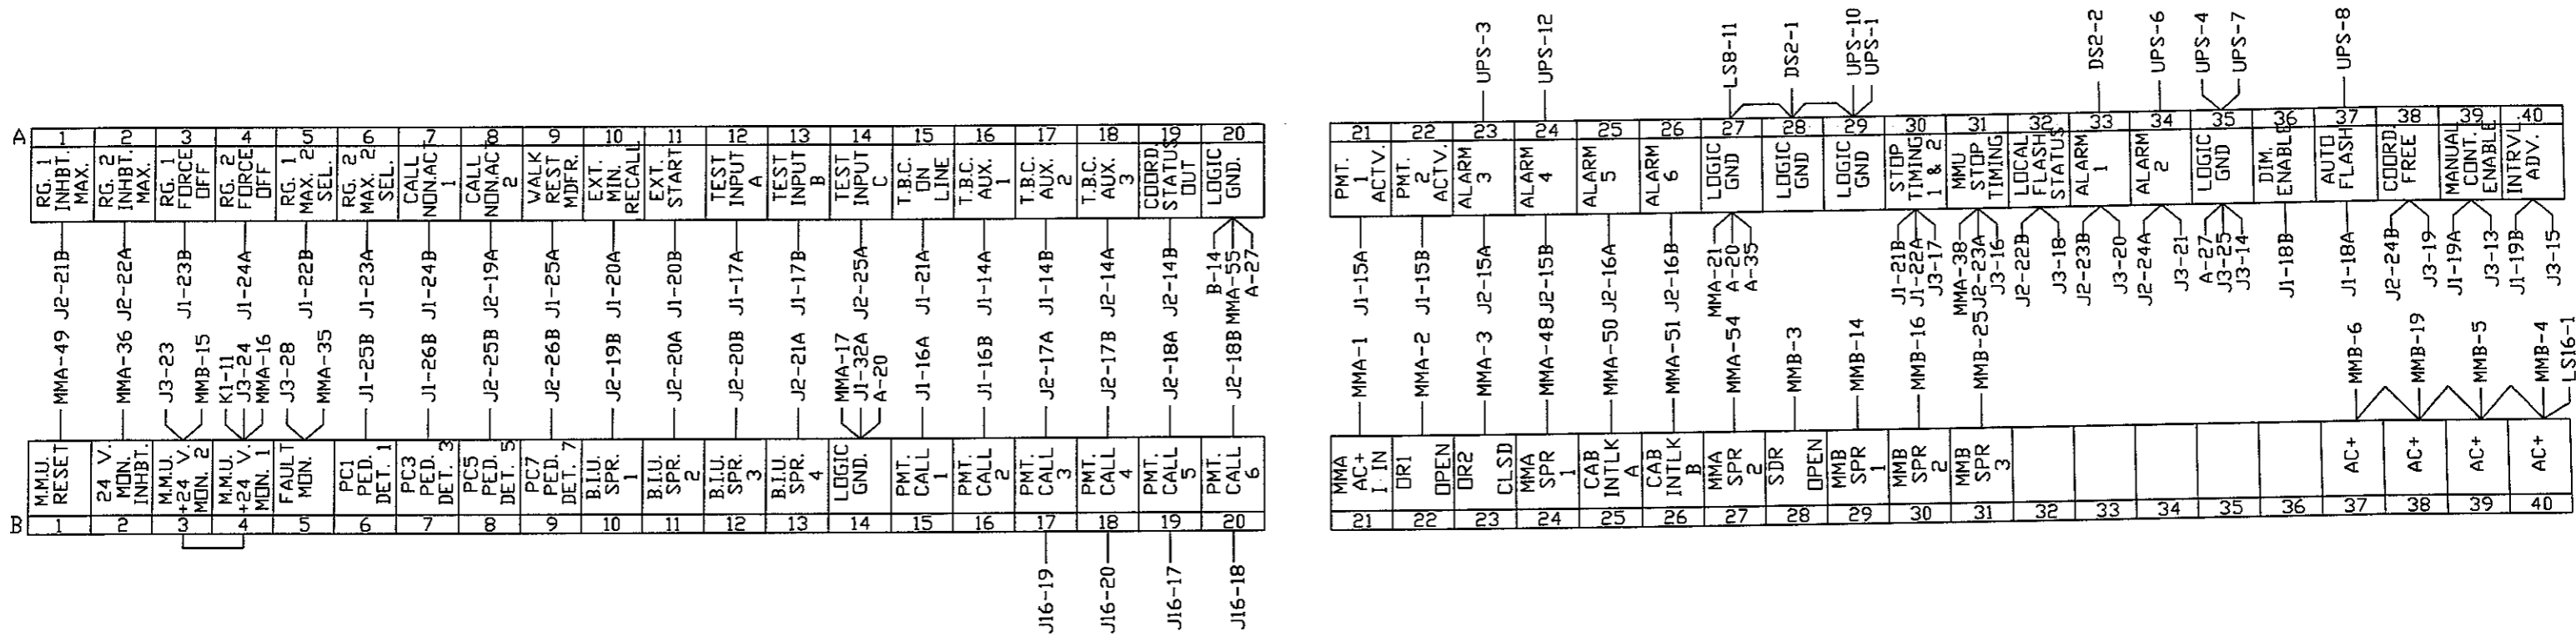 UPS-3
UPS-12
LS8-11
DS2-1
UPS-10
UPS-1
DS2-2
UPS-6
UPS-4
UPS-7
UPS-8
A
1 2 3 4 5 6 7 8 9 10 11 12 13 14 15 16 17 18 19 20
RG. 1
INHBT.
MAX.
RG. 2
INHBT.
MAX.
RG. 1
FORCE
OFF
RG. 2
FORCE
OFF
RG. 1
MAX. 2
SEL.
RG. 2
MAX. 2
SEL.
CALL
NON.ACT
1
CALL
NON.ACT
2
WALK
REST
MDFR.
EXT.
MIN.
RECALL
EXT.
START
TEST
INPUT
A
TEST
INPUT
B
TEST
INPUT
C
T.B.C.
ON
LINE
T.B.C.
AUX.
1
T.B.C.
AUX.
2
T.B.C.
AUX.
3
COORD.
STATUS
OUT
LOGIC
GND.
21 22 23 24 25 26 27 28 29 30 31 32 33 34 35 36 37 38 39 40
PMT.
1
ACTV.
PMT.
2
ACTV.
ALARM
3
ALARM
4
ALARM
5
ALARM
6
LOGIC
GND
LOGIC
GND
LOGIC
GND
STOP
TIMING
1 & 2
MMU
STOP
TIMING
LOCAL
FLASH
STATUS
ALARM
1
ALARM
2
LOGIC
GND
DIM.
ENABLE
AUTO
FLASH
COORD.
FREE
MANUAL
CONT.
ENABLE
INTRVL
ADV.
J2-21B
J2-22A
J1-23B
J1-24A
J1-22B
J1-23A
J1-24B
J2-19A
J1-25A
J1-20A
J1-20B
J1-17A
J1-17B
J2-25A
J1-21A
J1-14A
J1-14B
J2-14A
J2-14B
B-14
MMA-55
A-27
J1-15A
J1-15B
J2-15A
J2-15B
J2-16A
J2-16B
MMA-21
A-20
A-35
J1-21B
J1-22A
J3-17
MMA-38
J2-23A
J3-16
J2-22B
J3-18
J2-23B
J3-20
J2-24A
J3-21
A-27
J3-25
J3-14
J1-18B
J1-18A
J2-24B
J3-19
J1-19A
J3-13
J1-19B
J3-15
MMA-49
MMA-36
J3-23
MMB-15
K1-11
J3-24
MMA-16
J3-28
MMA-35
J1-25B
J1-26B
J2-25B
J2-26B
J2-19B
J2-20A
J2-20B
J2-21A
MMA-17
J1-32A
A-20
J1-16A
J1-16B
J2-17A
J2-17B
J2-18A
J2-18B
MMA-1
MMA-2
MMA-3
MMA-48
MMA-50
MMA-51
MMA-54
MMB-3
MMB-14
MMB-16
MMB-25
MMB-6
MMB-19
MMB-5
MMB-4
LS16-1
M.M.U.
RESET
24 V.
MON.
INHBT.
M.M.U.
+24 V.
MON. 2
M.M.U.
+24 V.
MON. 1
FAULT
MON.
PC1
PED.
DET. 1
PC3
PED.
DET. 3
PC5
PED.
DET. 5
PC7
PED.
DET. 7
B.I.U.
SPR.
1
B.I.U.
SPR.
2
B.I.U.
SPR.
3
B.I.U.
SPR.
4
LOGIC
GND.
PMT.
CALL
1
PMT.
CALL
2
PMT.
CALL
3
PMT.
CALL
4
PMT.
CALL
5
PMT.
CALL
6
MMA
AC+
I IN
OR1
OPEN
OR2
CLSD
MMA
SPR
1
CAB
INTLK
A
CAB
INTLK
B
MMA
SPR
2
SDR
OPEN
MMB
SPR
1
MMB
SPR
2
MMB
SPR
3
AC+
AC+
AC+
AC+
B
1 2 3 4 5 6 7 8 9 10 11 12 13 14 15 16 17 18 19 20
21 22 23 24 25 26 27 28 29 30 31 32 33 34 35 36 37 38 39 40
J16-19
J16-20
J16-17
J16-18